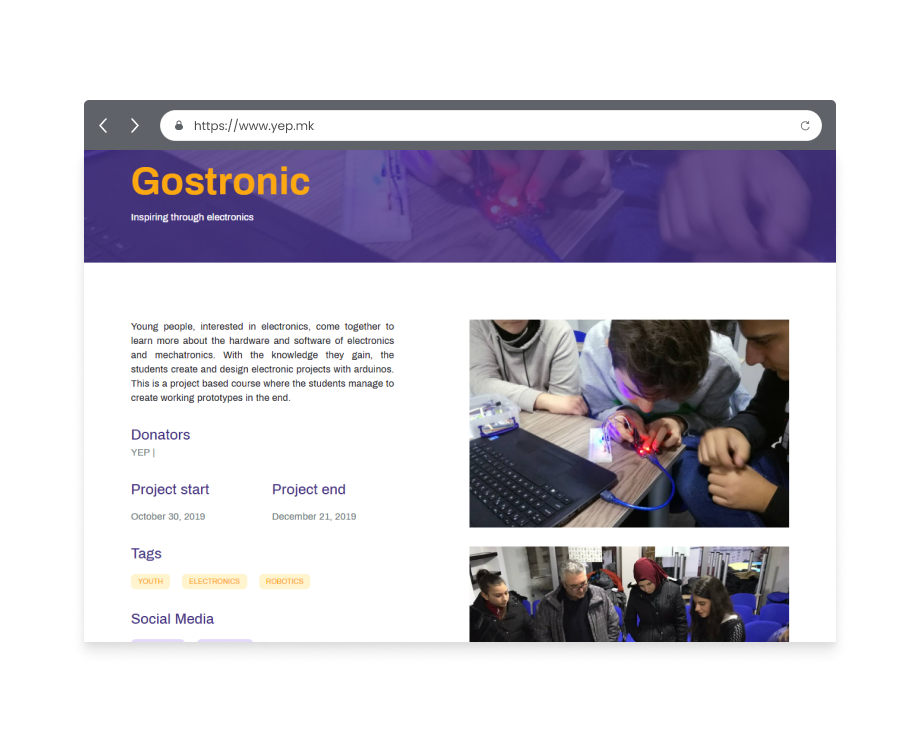 https://www.yep.mk
Gostronic
Inspiring through electronics
Young people, interested in electronics, come together to
learn more about the hardware and software of electronics
and mechatronics. With the knowledge they gain, the
students create and design electronic projects with arduinos.
This is a project based course where the students manage to
create working prototypes in the end.
Donators
YEP |
Project start
Project end
October 30, 2019
December 21, 2019
Tags
YOUTH
ELECTRONICS
ROBOTICS
Social Media